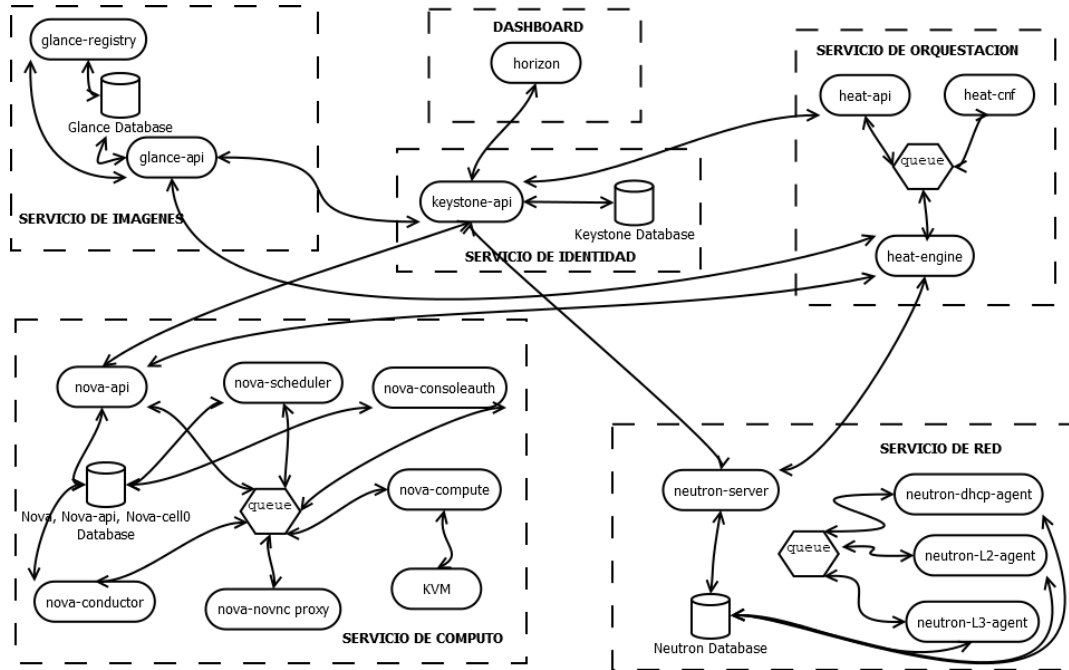 glance-registry
Glance Database
glance-api
SERVICIO DE IMAGENES
DASHBOARD
horizon
keystone-api
Keystone Database
SERVICIO DE IDENTIDAD
SERVICIO DE ORQUESTACION
heat-api
heat-cnf
queue
heat-engine
nova-api
nova-scheduler
nova-consoleauth
queue
nova-compute
Nova, Nova-api, Nova-cell0
Database
nova-conductor
nova-novnc proxy
KVM
SERVICIO DE COMPUTO
SERVICIO DE RED
neutron-server
neutron-dhcp-agent
queue
neutron-L2-agent
neutron-L3-agent
Neutron Database